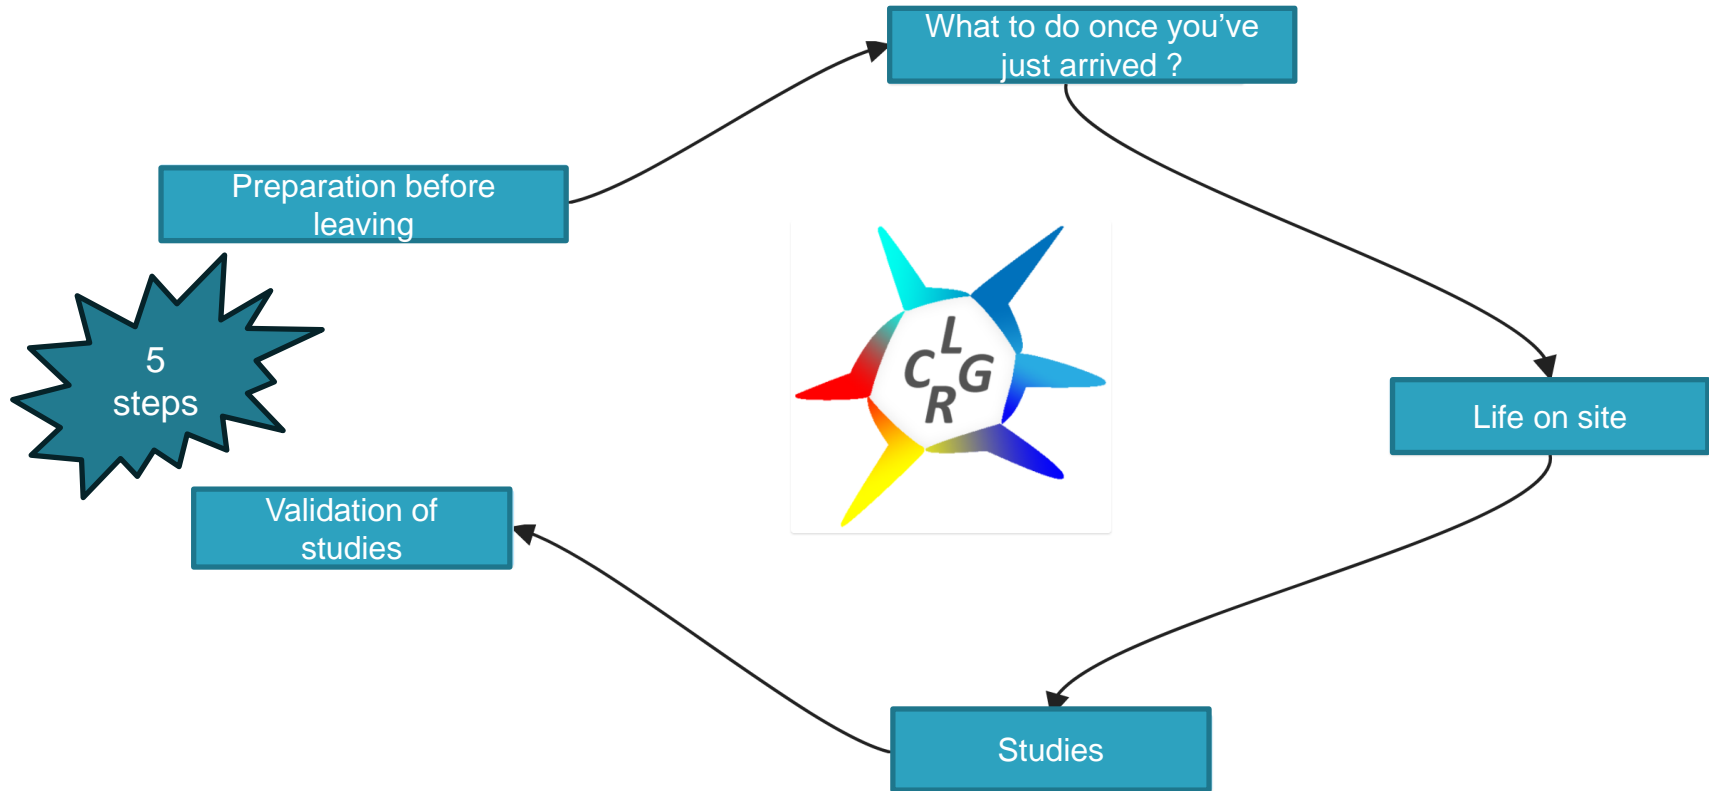 What to do once you’ve
just arrived ?
Preparation before
leaving
5
steps
L
C G
R
Life on site
Validation of
studies
Studies